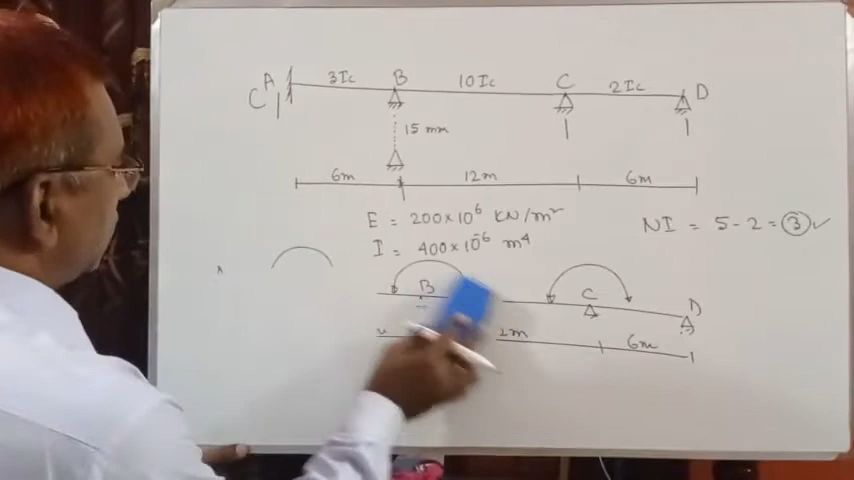 A 3Ic B 10Ic C 2Ic D
15 mm
6m 12m 6m
E = 200×10⁶ KN/m²
NI = 5-2 = 3 ✓
I = 400×10⁻⁶ m⁴
B C D
2m 6m